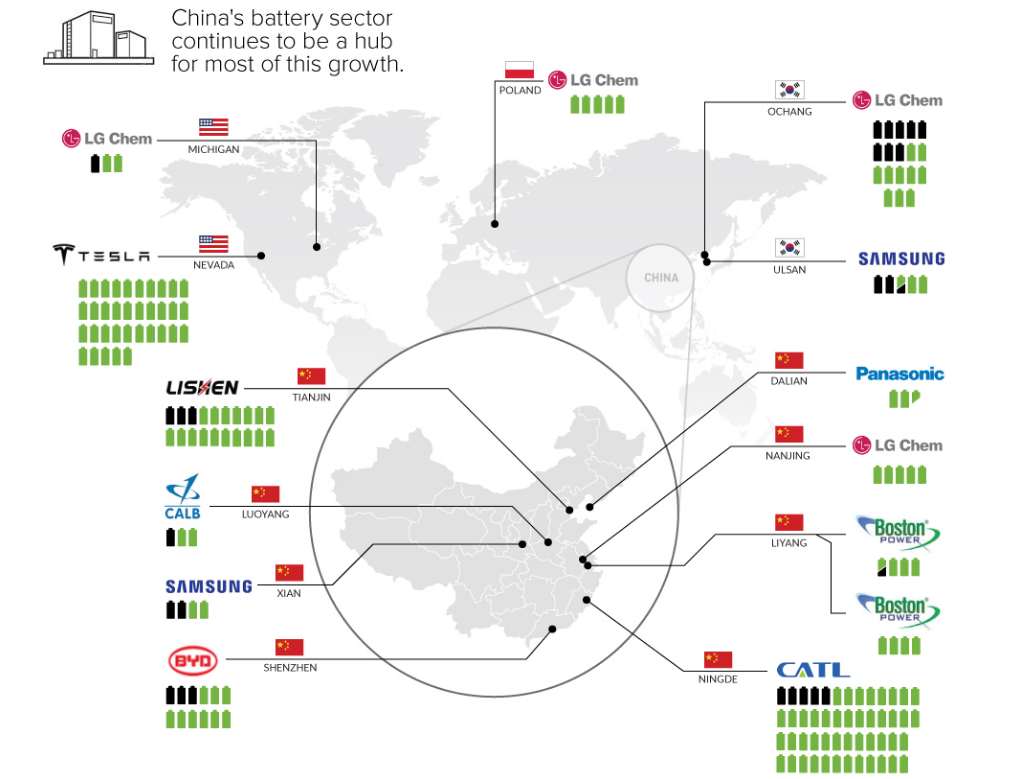 China's battery sector
continues to be a hub
for most of this growth.
POLAND
LG Chem
OCHANG
LG Chem
LG Chem
MICHIGAN
TESLA
NEVADA
ULSAN
SAMSUNG
CHINA
LISHEN
TIANJIN
DALIAN
Panasonic
NANJING
LG Chem
CALB
LUOYANG
LIYANG
Boston
POWER
SAMSUNG
XIAN
Boston
POWER
BYD
SHENZHEN
NINGDE
CATL